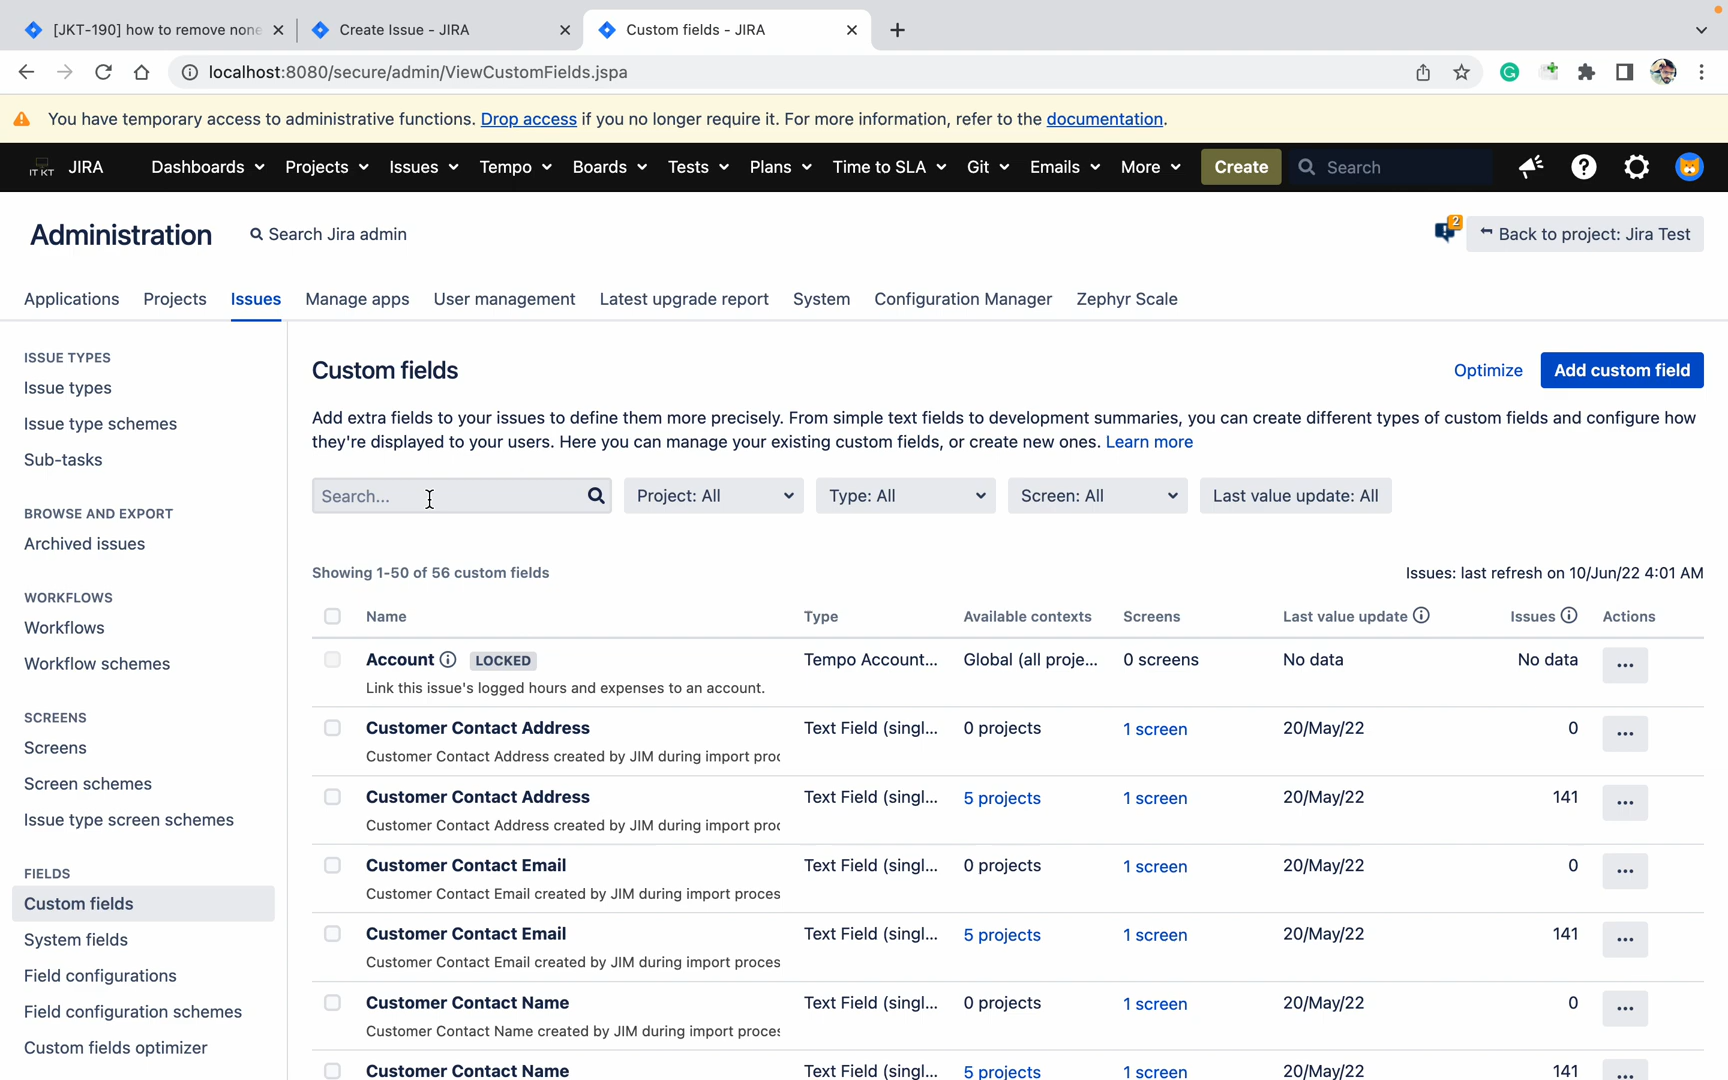 [JKT-190] how to remove none
Create Issue - JIRA
Custom fields - JIRA
localhost:8080/secure/admin/ViewCustomFields.jspa
You have temporary access to administrative functions. Drop access if you no longer require it. For more information, refer to the documentation.
IT KT JIRA Dashboards Projects Issues Tempo Boards Tests Plans Time to SLA Git Emails More Create Search
Administration Search Jira admin 2 Back to project: Jira Test
Applications Projects Issues Manage apps User management Latest upgrade report System Configuration Manager Zephyr Scale
ISSUE TYPES
Issue types
Issue type schemes
Sub-tasks
BROWSE AND EXPORT
Archived issues
WORKFLOWS
Workflows
Workflow schemes
SCREENS
Screens
Screen schemes
Issue type screen schemes
FIELDS
Custom fields
System fields
Field configurations
Field configuration schemes
Custom fields optimizer
Custom fields Optimize Add custom field
Add extra fields to your issues to define them more precisely. From simple text fields to development summaries, you can create different types of custom fields and configure how
they're displayed to your users. Here you can manage your existing custom fields, or create new ones. Learn more
Search... Project: All Type: All Screen: All Last value update: All
Showing 1-50 of 56 custom fields Issues: last refresh on 10/Jun/22 4:01 AM
Name Type Available contexts Screens Last value update Issues Actions
Account LOCKED Tempo Account... Global (all proje... 0 screens No data No data ...
Link this issue's logged hours and expenses to an account.
Customer Contact Address Text Field (singl... 0 projects 1 screen 20/May/22 0 ...
Customer Contact Address created by JIM during import proc
Customer Contact Address Text Field (singl... 5 projects 1 screen 20/May/22 141 ...
Customer Contact Address created by JIM during import proc
Customer Contact Email Text Field (singl... 0 projects 1 screen 20/May/22 0 ...
Customer Contact Email created by JIM during import proces
Customer Contact Email Text Field (singl... 5 projects 1 screen 20/May/22 141 ...
Customer Contact Email created by JIM during import proces
Customer Contact Name Text Field (singl... 0 projects 1 screen 20/May/22 0 ...
Customer Contact Name created by JIM during import proces
Customer Contact Name Text Field (singl... 5 projects 1 screen 20/May/22 141 ...